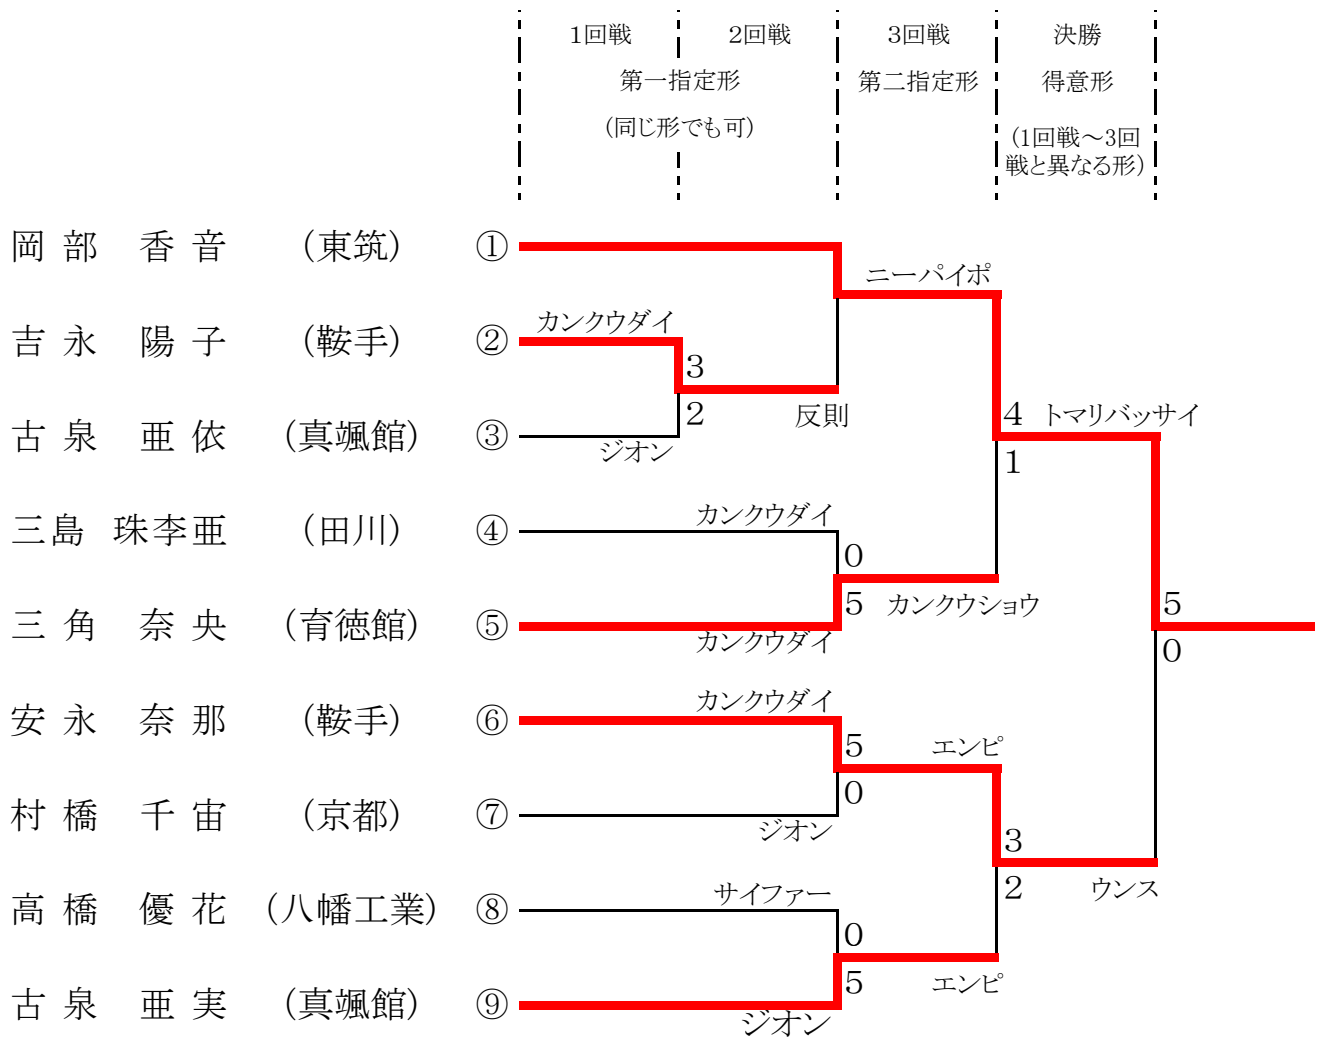 1回戦 2回戦 3回戦 決勝
第一指定形 第二指定形 得意形
(同じ形でも可)
(1回戦～3回
戦と異なる形)
岡部 香音 (東筑) ①
ニーパイポ
カンクウダイ
吉永 陽子 (鞍手) ②
3
2 反則
4 トマリバッサイ
古泉 亜依 (真颯館) ③
ジオン
1
カンクウダイ
三島 珠李亜 (田川) ④
0
5 カンクウショウ 5
三角 奈央 (育徳館) ⑤
カンクウダイ 0
カンクウダイ
安永 奈那 (鞍手) ⑥
5 エンピ
0
村橋 千宙 (京都) ⑦
ジオン
3
サイファー 2 ウンス
高橋 優花 (八幡工業) ⑧
0
5 エンピ
古泉 亜実 (真颯館) ⑨
ジオン